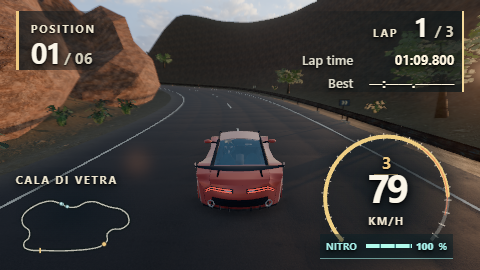 POSITION
01 / 06
LAP 1 / 3
Lap time 01:09.800
Best --:--.---
CALA DI VETRA
3
79
KM/H
NITRO 100 %